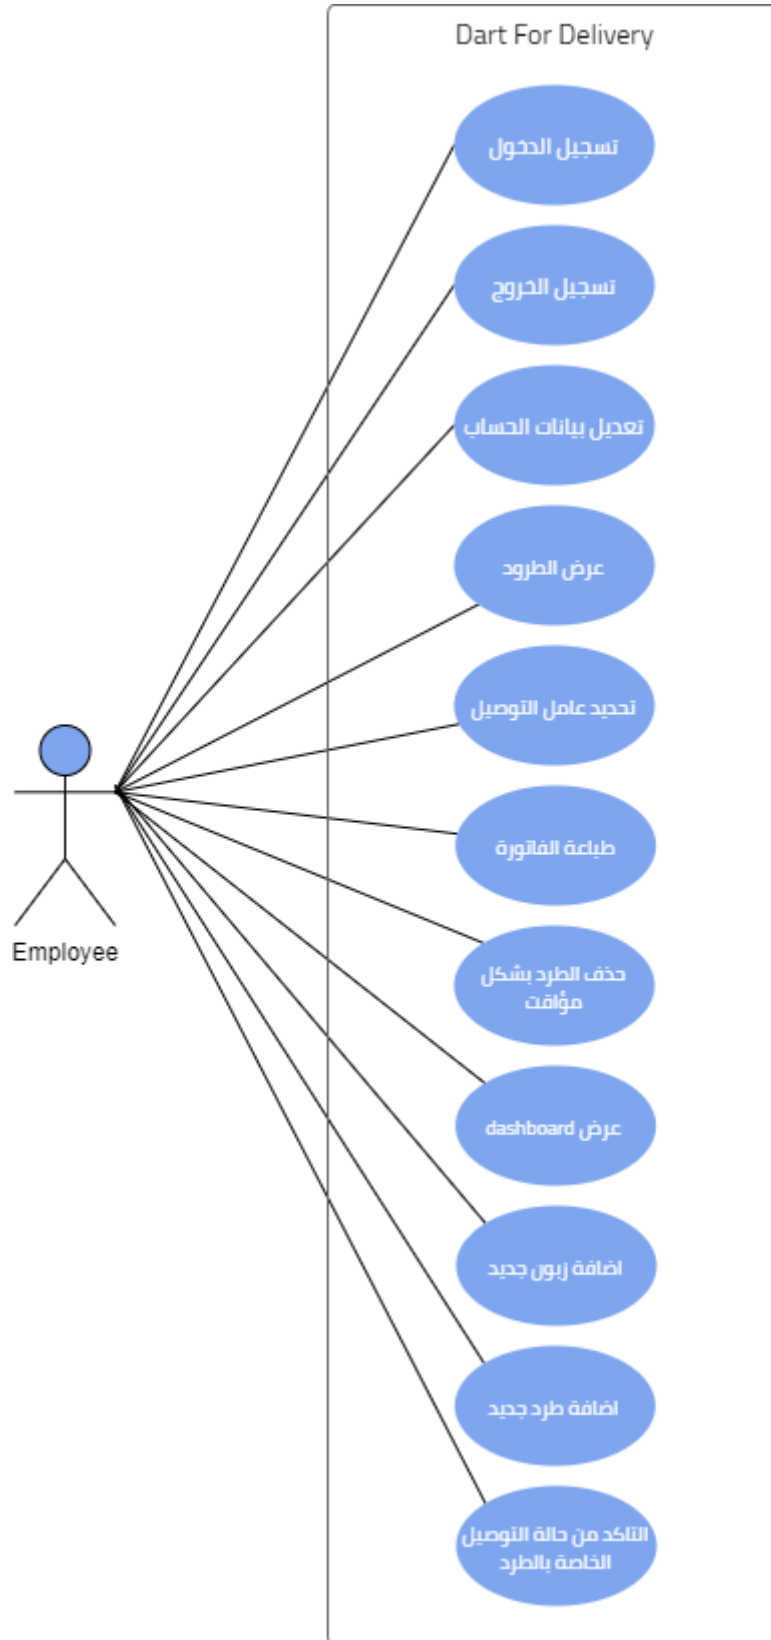 Dart For Delivery
تسجيل الدخول
تسجيل الخروج
تعديل بيانات الحساب
عرض الطرود
تحديد عامل التوصيل
طباعة الفاتورة
Employee
حذف الطرد بشكل
مؤاقت
عرض dashboard
اضافة زبون جديد
اضافة طرد جديد
التاكد من حالة التوصيل
الخاصة بالطرد